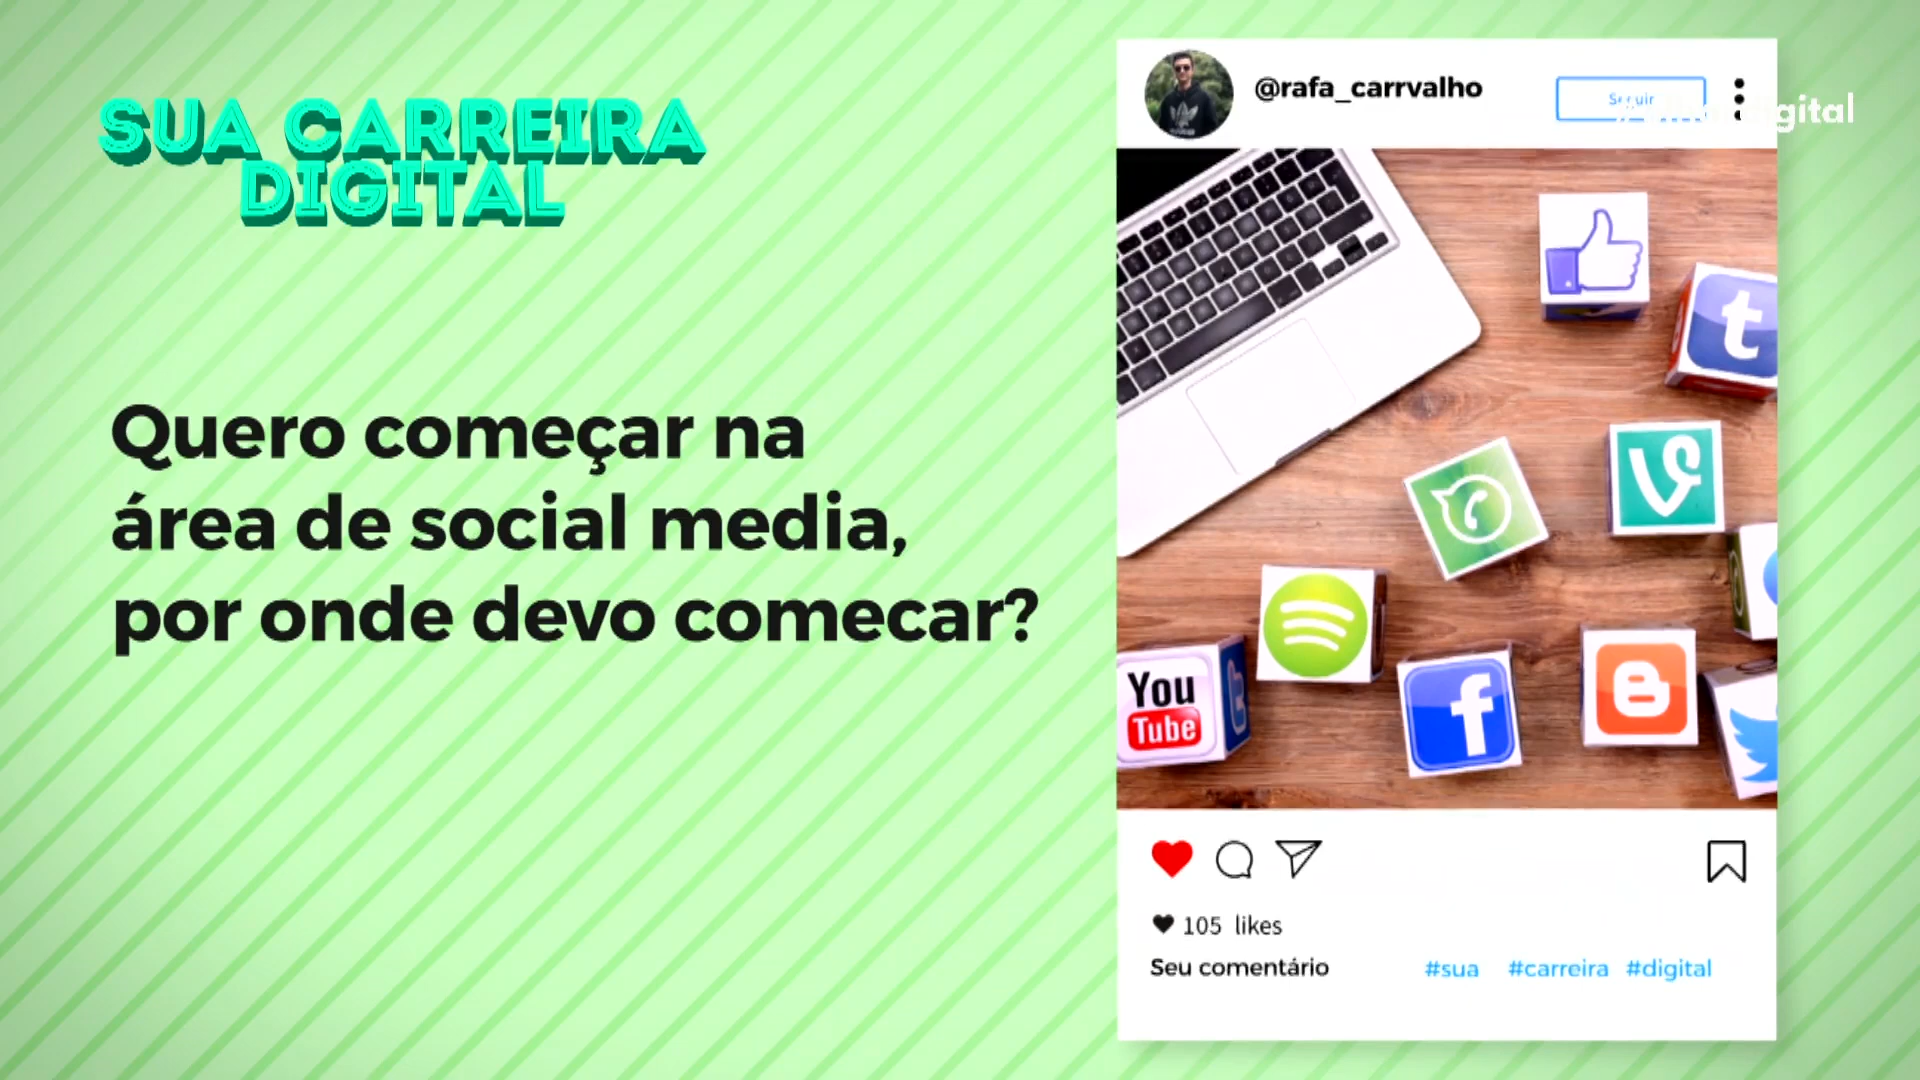 SUA CARREIRA
DIGITAL
Quero começar na
área de social media,
por onde devo comecar?
@rafa_carrvalho
Seguir
t
You
Tube
f
105 likes
Seu comentário
#sua #carreira #digital